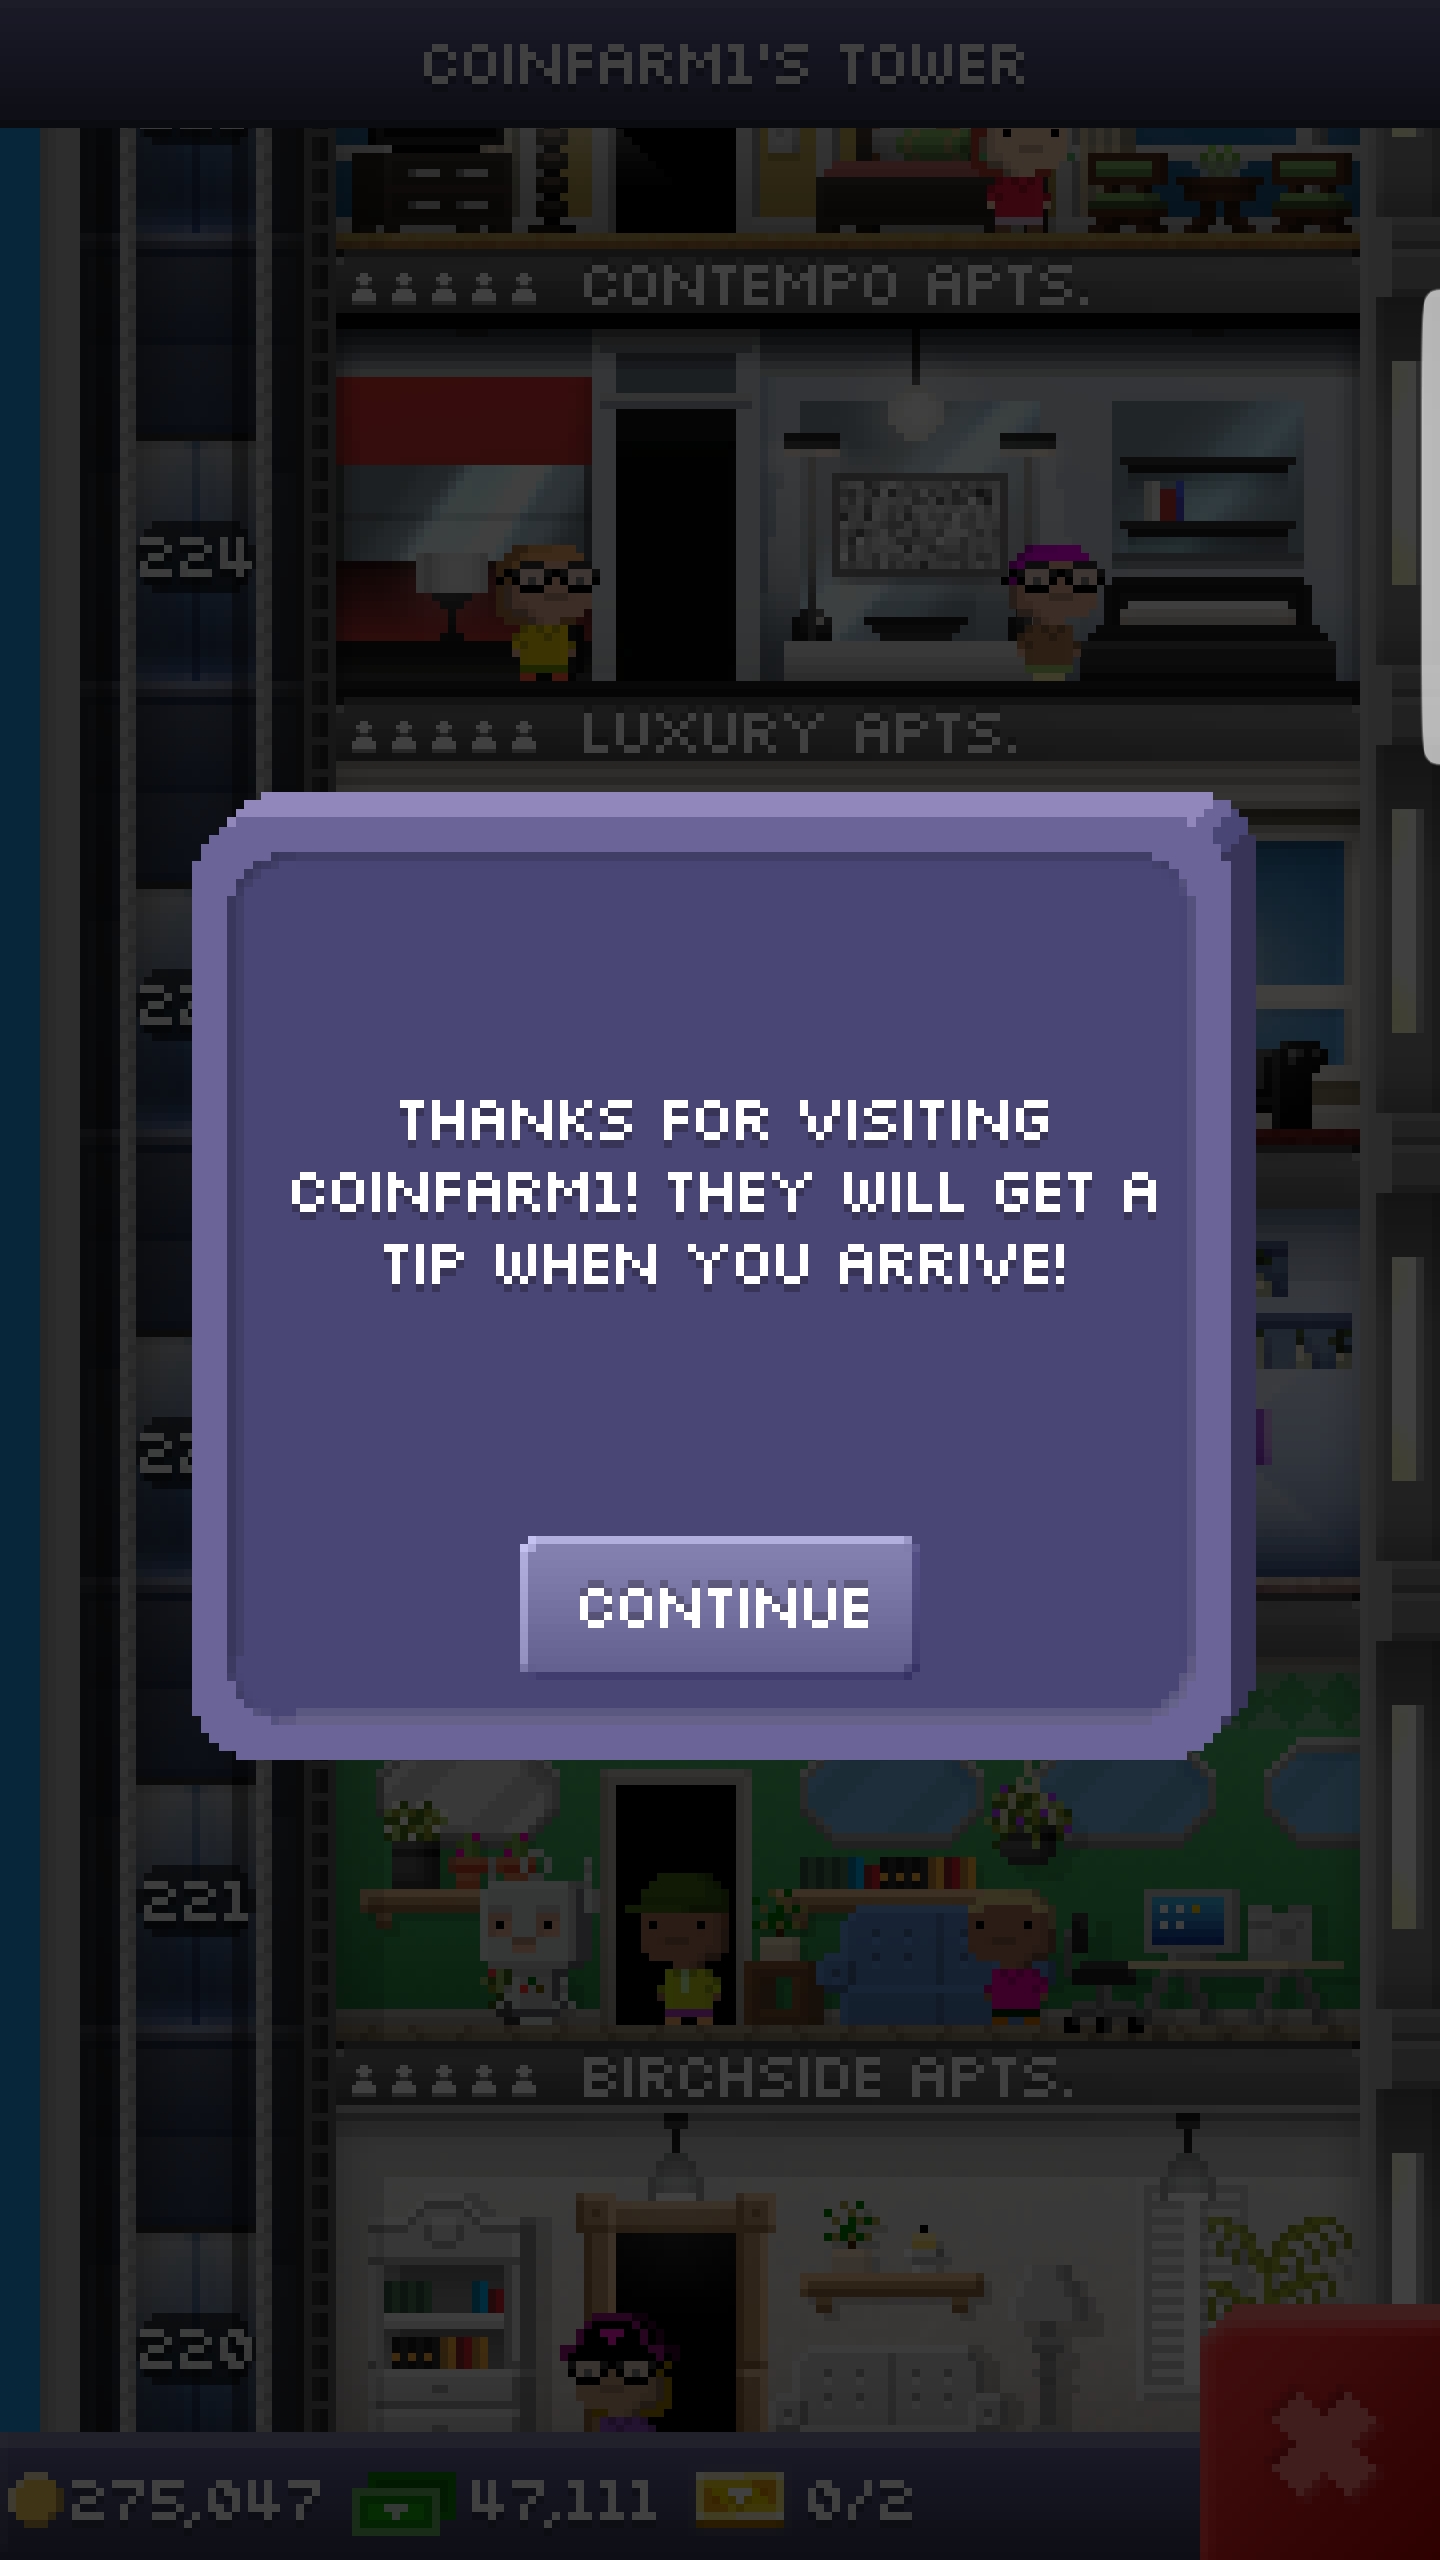 COINFARM1'S TOWER
CONTEMPO APTS.
224
LUXURY APTS.
THANKS FOR VISITING
COINFARM1! THEY WILL GET A
TIP WHEN YOU ARRIVE!
CONTINUE
221
BIRCHSIDE APTS.
220
275,047 47,111 0/2